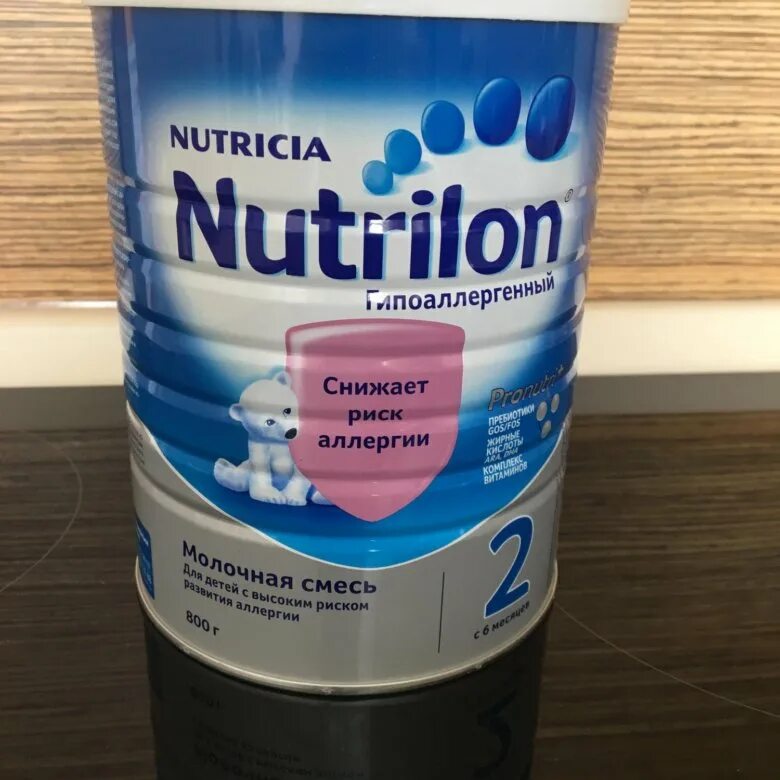 NUTRICIA
Nutrilon®
Гипоаллергенный
Снижает
риск
аллергии
Pronutri+
ПРЕБИОТИКИ
GOS/FOS
ЖИРНЫЕ
КИСЛОТЫ
ARA, DHA
КОМПЛЕКС
ВИТАМИНОВ
Молочная смесь
Для детей с высоким риском
развития аллергии
800 г
2
с 6 месяцев